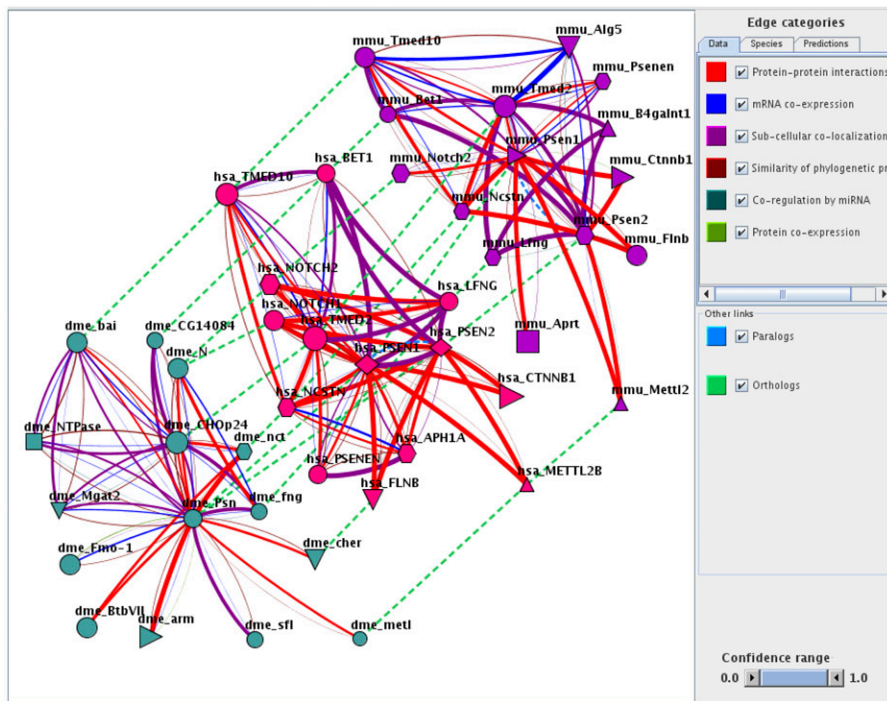 mmu_Tmed10
mmu_Alg5
mmu_Psenen
mmu_Tmed2
mmu_Bet1
mmu_B4galnt1
mmu_Psen1
mmu_Notch2
mmu_Ctnnb1
hsa_BET1
hsa_TMED10
mmu_Ncstn
mmu_Psen2
mmu_Flnb
mmu_Lfng
hsa_NOTCH2
hsa_LFNG
hsa_NOTCH1
hsa_TMED2
hsa_PSEN2
hsa_PSEN1
mmu_Aprt
dme_bai
dme_CG14084
dme_N
hsa_CTNNB1
mmu_Mettl2
hsa_NCSTN
dme_NTPase
dme_CHOp24
dme_nct
hsa_APH1A
hsa_PSENEN
hsa_METTL2B
hsa_FLNB
dme_Mgat2
dme_Psn
dme_fng
dme_Fmo-1
dme_cher
dme_BtbVII
dme_arm
dme_sfl
dme_metl
Edge categories
Data Species Predictions
Protein-protein interactions
mRNA co-expression
Sub-cellular co-localization
Similarity of phylogenetic pr
Co-regulation by miRNA
Protein co-expression
Other links
Paralogs
Orthologs
Confidence range
0.0 1.0